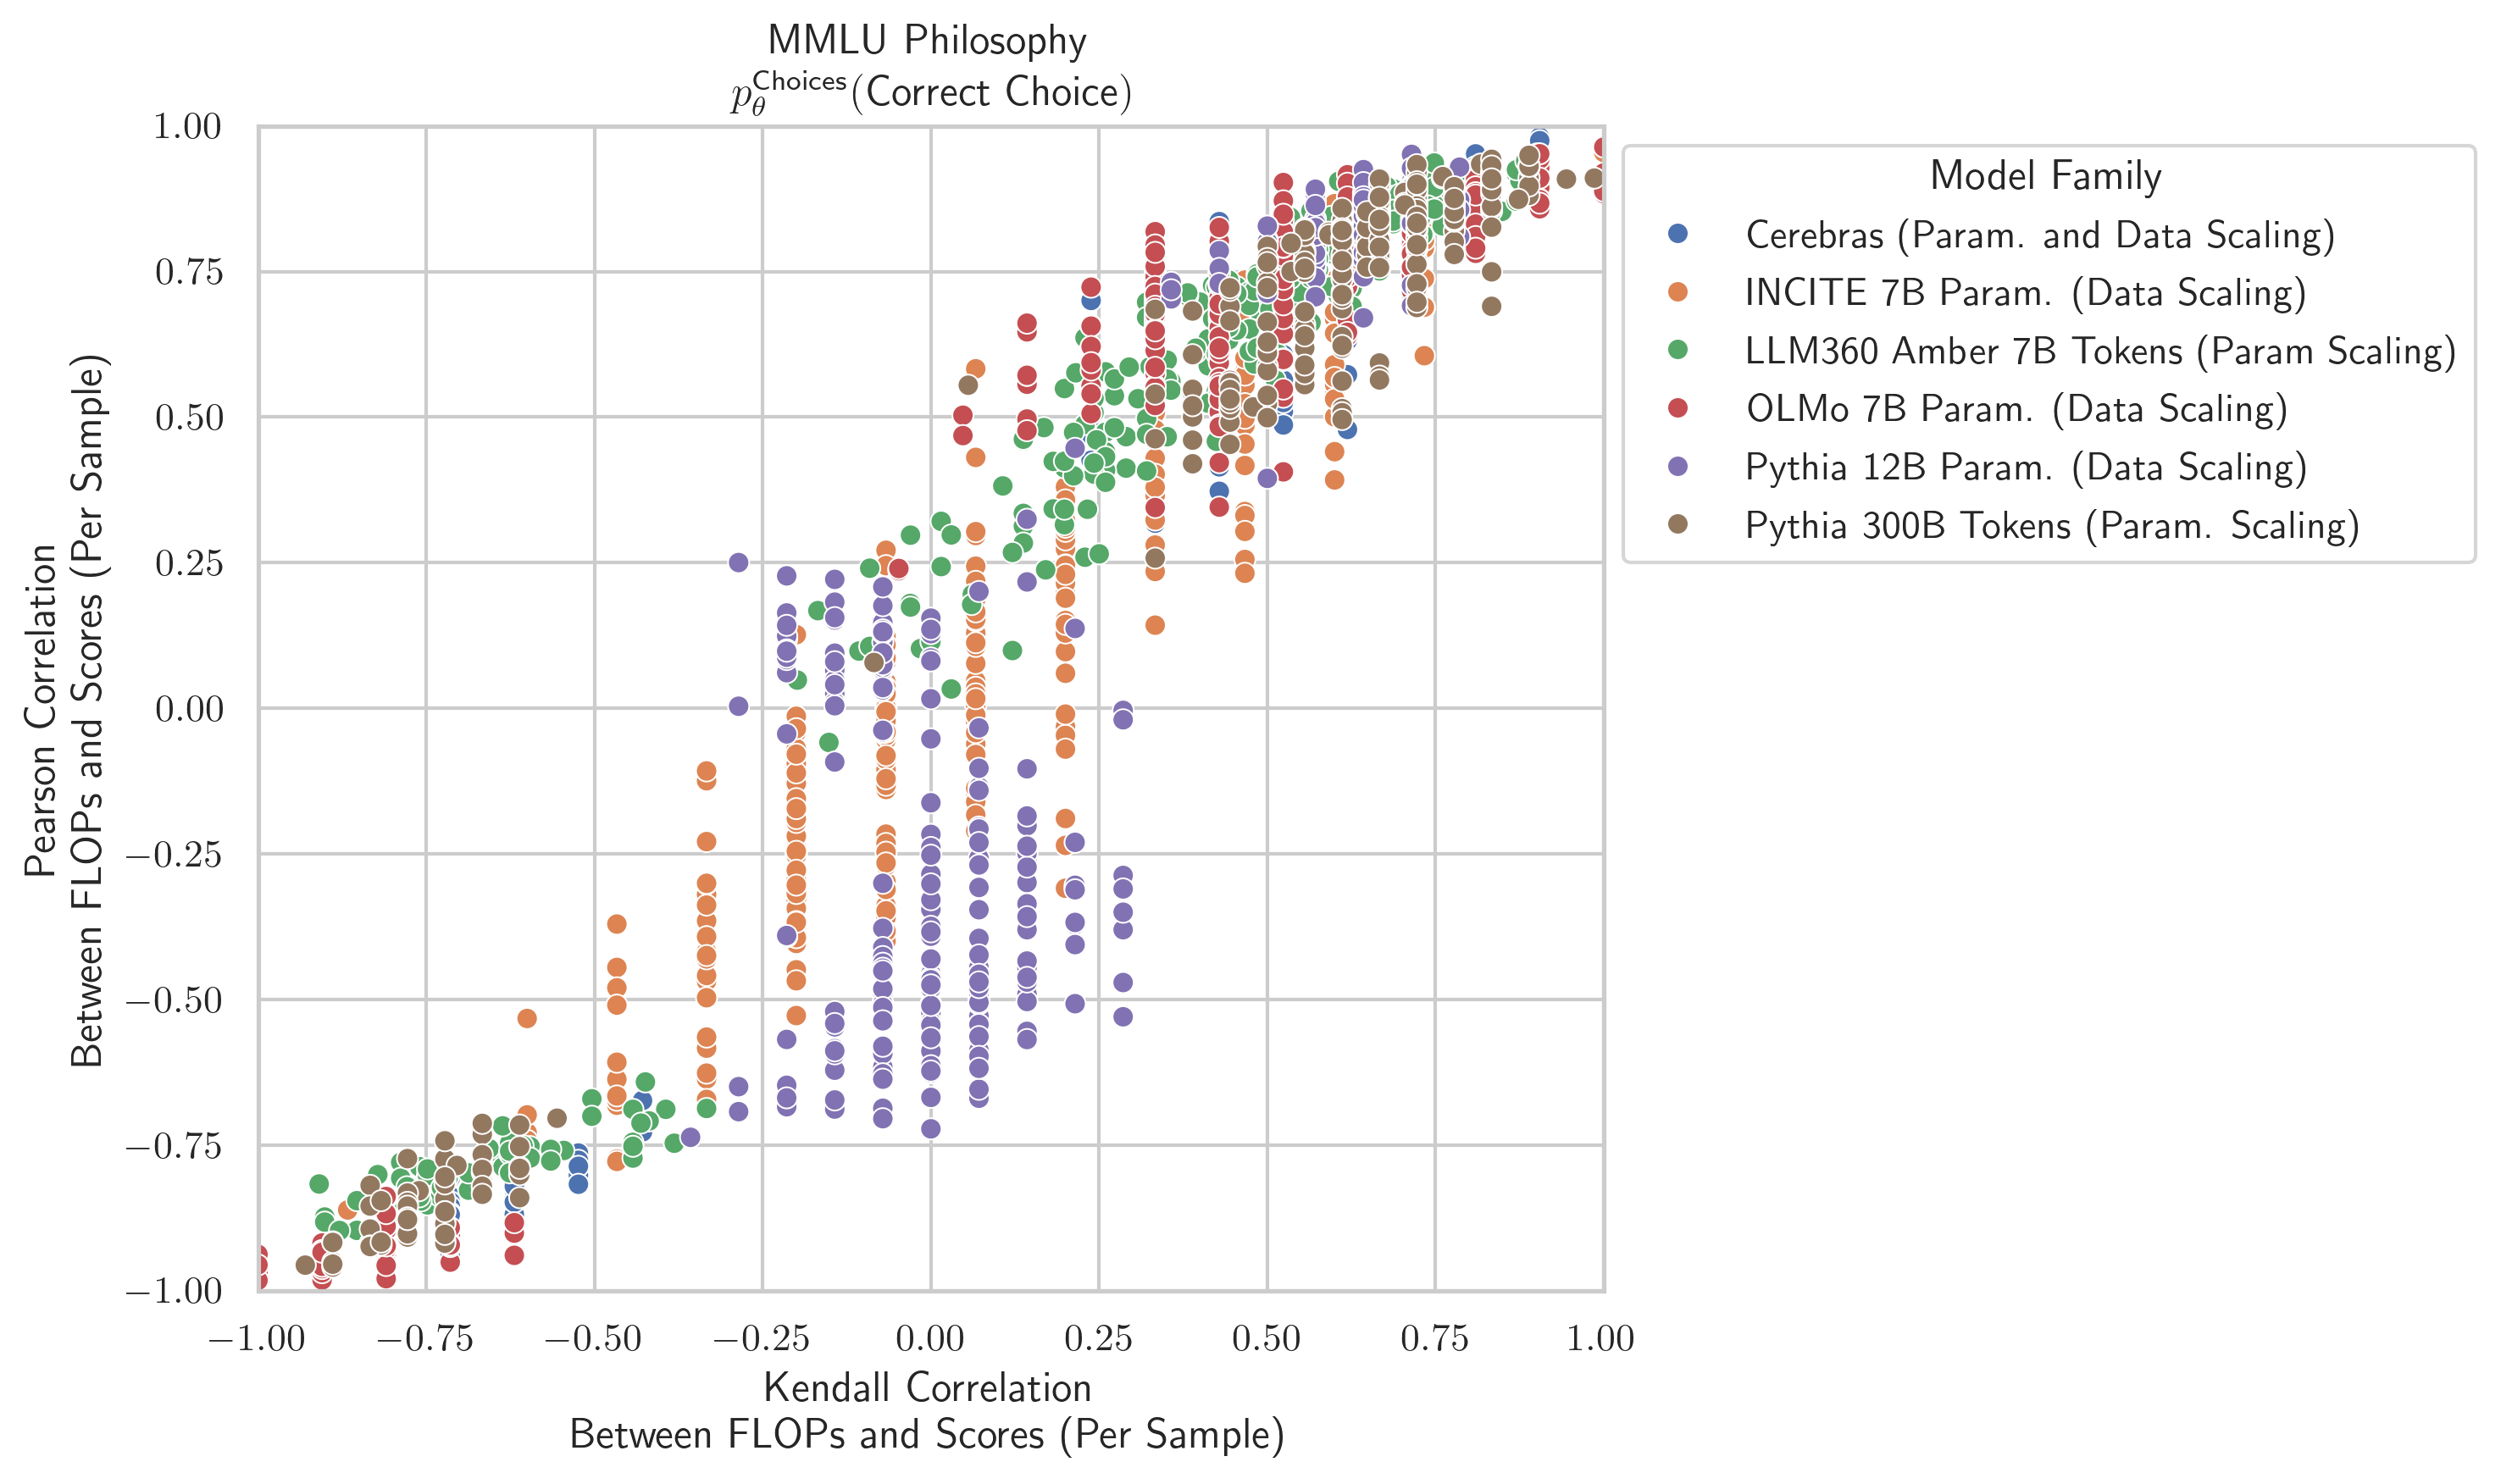 MMLU Philosophy
p_θ^Choices(Correct Choice)
1.00
0.75
0.50
0.25
0.00
−0.25
−0.50
−0.75
−1.00
Pearson Correlation
Between FLOPs and Scores (Per Sample)
−1.00
−0.75
−0.50
−0.25
0.00
0.25
0.50
0.75
1.00
Kendall Correlation
Between FLOPs and Scores (Per Sample)
Model Family
Cerebras (Param. and Data Scaling)
INCITE 7B Param. (Data Scaling)
LLM360 Amber 7B Tokens (Param Scaling)
OLMo 7B Param. (Data Scaling)
Pythia 12B Param. (Data Scaling)
Pythia 300B Tokens (Param. Scaling)